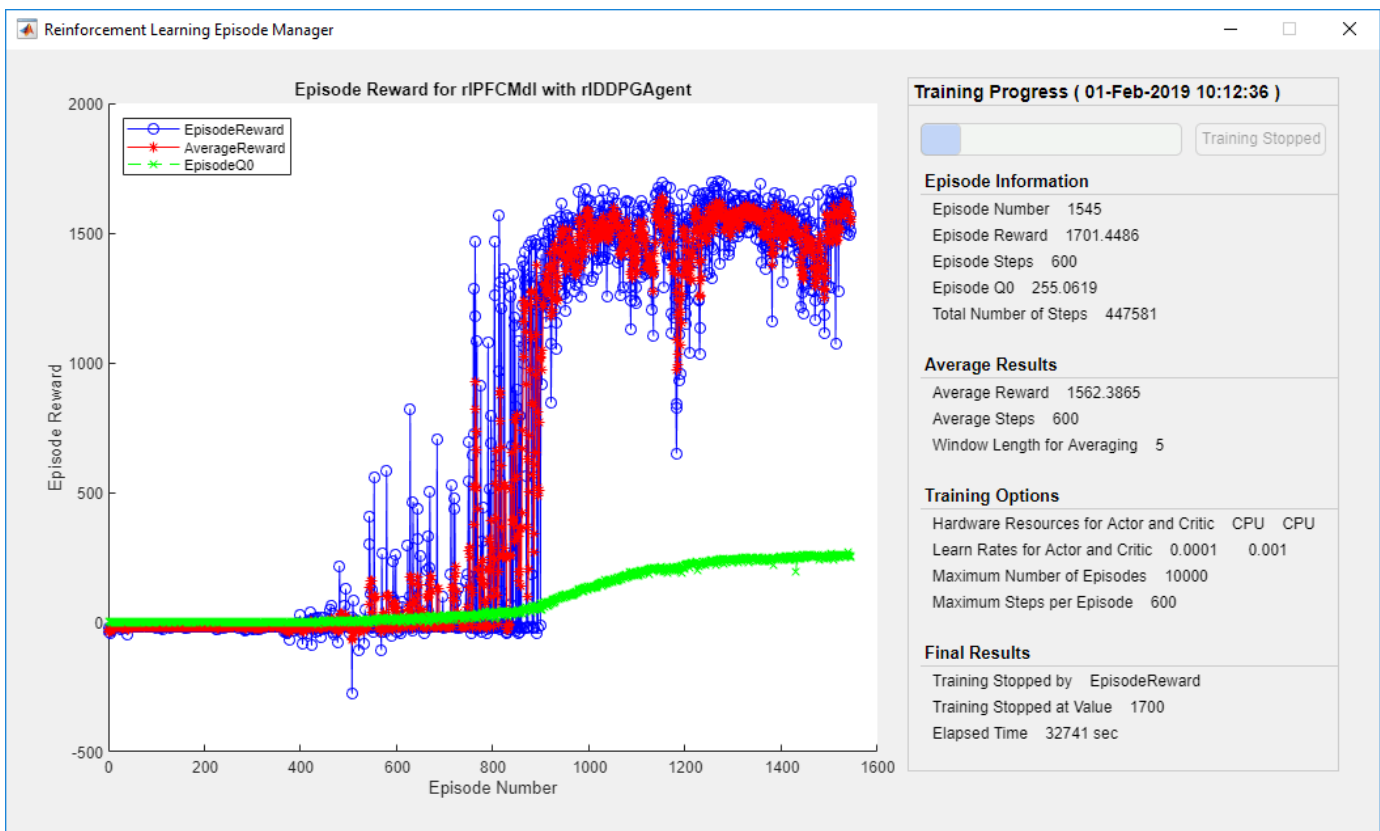 Reinforcement Learning Episode Manager
Episode Reward for rlPFCMdl with rlDDPGAgent
2000
1500
1000
500
0
-500
Episode Reward
EpisodeReward
AverageReward
EpisodeQ0
0 200 400 600 800 1000 1200 1400 1600
Episode Number
Training Progress ( 01-Feb-2019 10:12:36 )
Training Stopped
Episode Information
Episode Number 1545
Episode Reward 1701.4486
Episode Steps 600
Episode Q0 255.0619
Total Number of Steps 447581
Average Results
Average Reward 1562.3865
Average Steps 600
Window Length for Averaging 5
Training Options
Hardware Resources for Actor and Critic CPU CPU
Learn Rates for Actor and Critic 0.0001 0.001
Maximum Number of Episodes 10000
Maximum Steps per Episode 600
Final Results
Training Stopped by EpisodeReward
Training Stopped at Value 1700
Elapsed Time 32741 sec